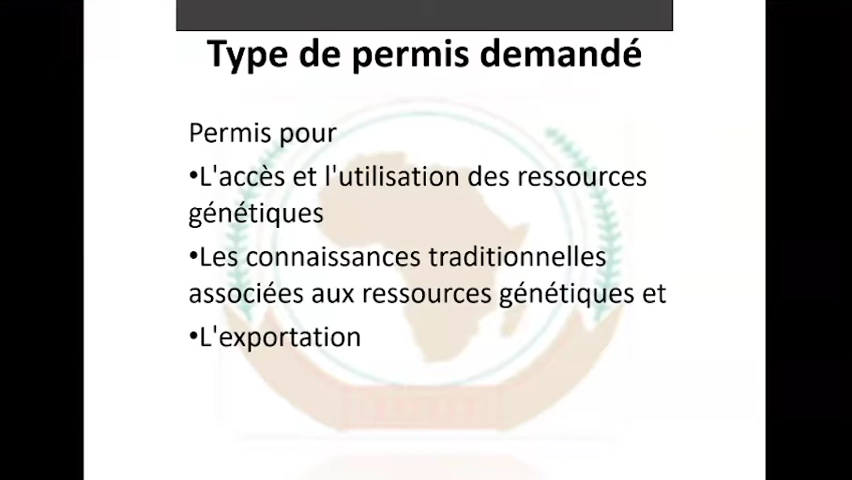 Type de permis demandé
Permis pour
•L'accès et l'utilisation des ressources
génétiques
•Les connaissances traditionnelles
associées aux ressources génétiques et
•L'exportation